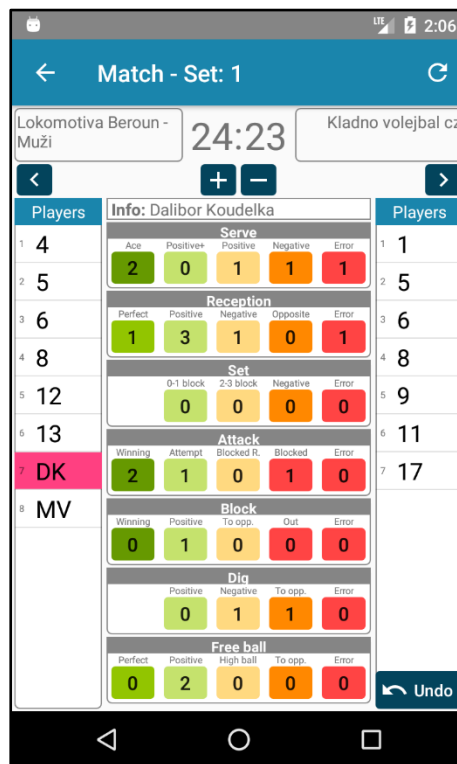 LTE 2:06
Match - Set: 1
Lokomotiva Beroun - Muži
24:23
Kladno volejbal cz
Players
Info: Dalibor Koudelka
Players
1 4
2 5
3 6
4 8
5 12
6 13
7 DK
8 MV
Serve
Ace Positive+ Positive Negative Error
2 0 1 1 1
Reception
Perfect Positive Negative Opposite Error
1 3 1 0 1
Set
0-1 block 2-3 block Negative Error
0 0 0 0
Attack
Winning Attempt Blocked R. Blocked Error
2 1 0 1 0
Block
Winning Positive To opp. Out Error
0 1 0 0 0
Dig
Positive Negative To opp. Error
0 1 1 0
Free ball
Perfect Positive High ball To opp. Error
0 2 0 0 0
1 1
2 5
3 6
4 8
5 9
6 11
7 17
Undo